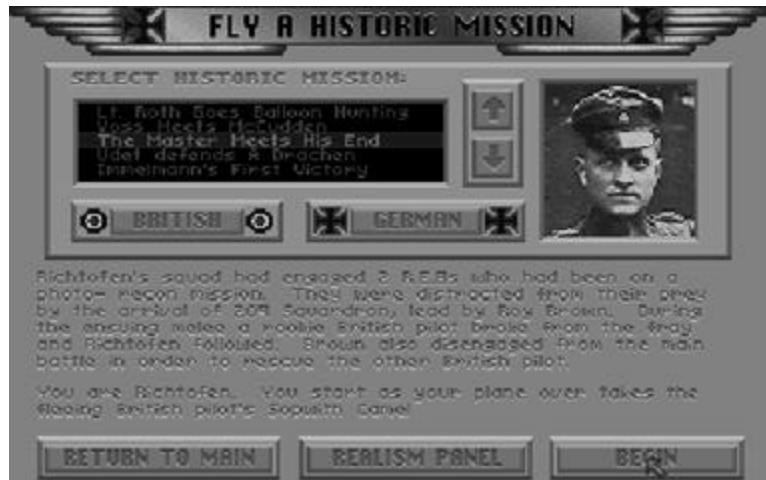 FLY A HISTORIC MISSION
SELECT HISTORIC MISSION:
Lt. Roth Goes Balloon Hunting
Voss Meets McCudden
The Master Meets His End
Udet defends A Drachen
Immelmann's First Victory
BRITISH
GERMAN
Richtofen's squad had engaged 2 R.E.8s who had been on a
photo- recon mission. They were distracted from their prey
by the arrival of 209 Squardron, lead by Roy Brown. During
the ensuing melee a rookie British pilot broke from the fray
and Richtofen followed. Brown also disengaged from the main
battle in order to rescue the other British pilot.
You are Richtofen. You start as your plane over takes the
fleeing British pilot's Sopwith Camel
RETURN TO MAIN
REALISM PANEL
BEGIN